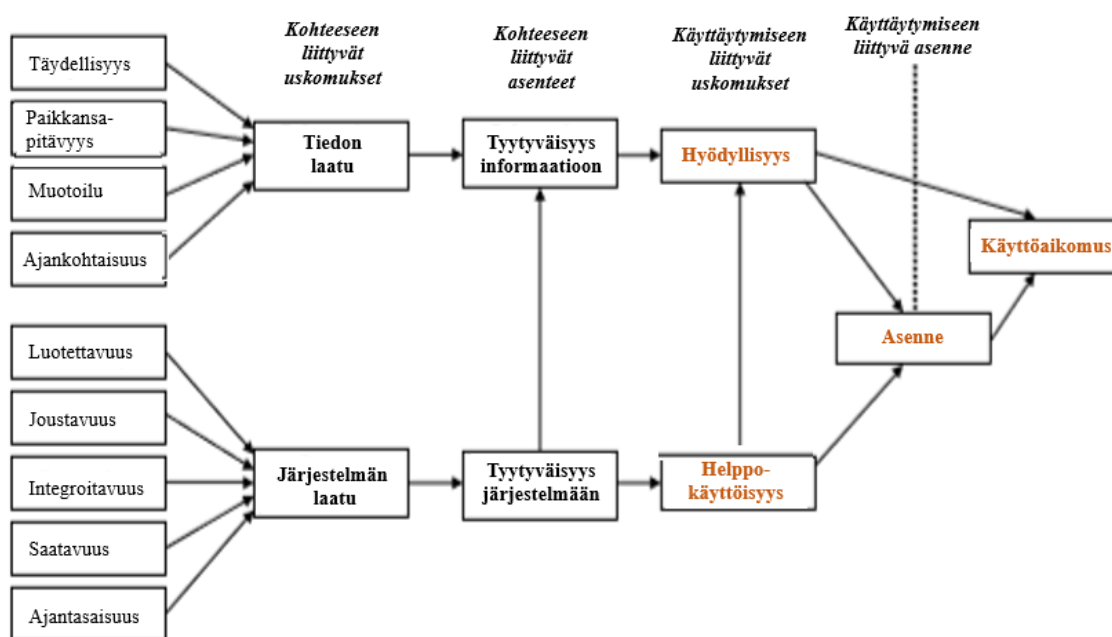 Kohteeseen
liittyvät
uskomukset
Kohteeseen
liittyvät
asenteet
Käyttäytymiseen
liittyvät
uskomukset
Käyttäytymiseen
liittyvä asenne
Täydellisyys
Paikkansa-
pitävyys
Muotoilu
Ajankohtaisuus
Tiedon
laatu
Tyytyväisyys
informaatioon
Hyödyllisyys
Käyttöaikomus
Asenne
Luotettavuus
Joustavuus
Integroitavuus
Saatavuus
Ajantasaisuus
Järjestelmän
laatu
Tyytyväisyys
järjestelmään
Helppo-
käyttöisyys